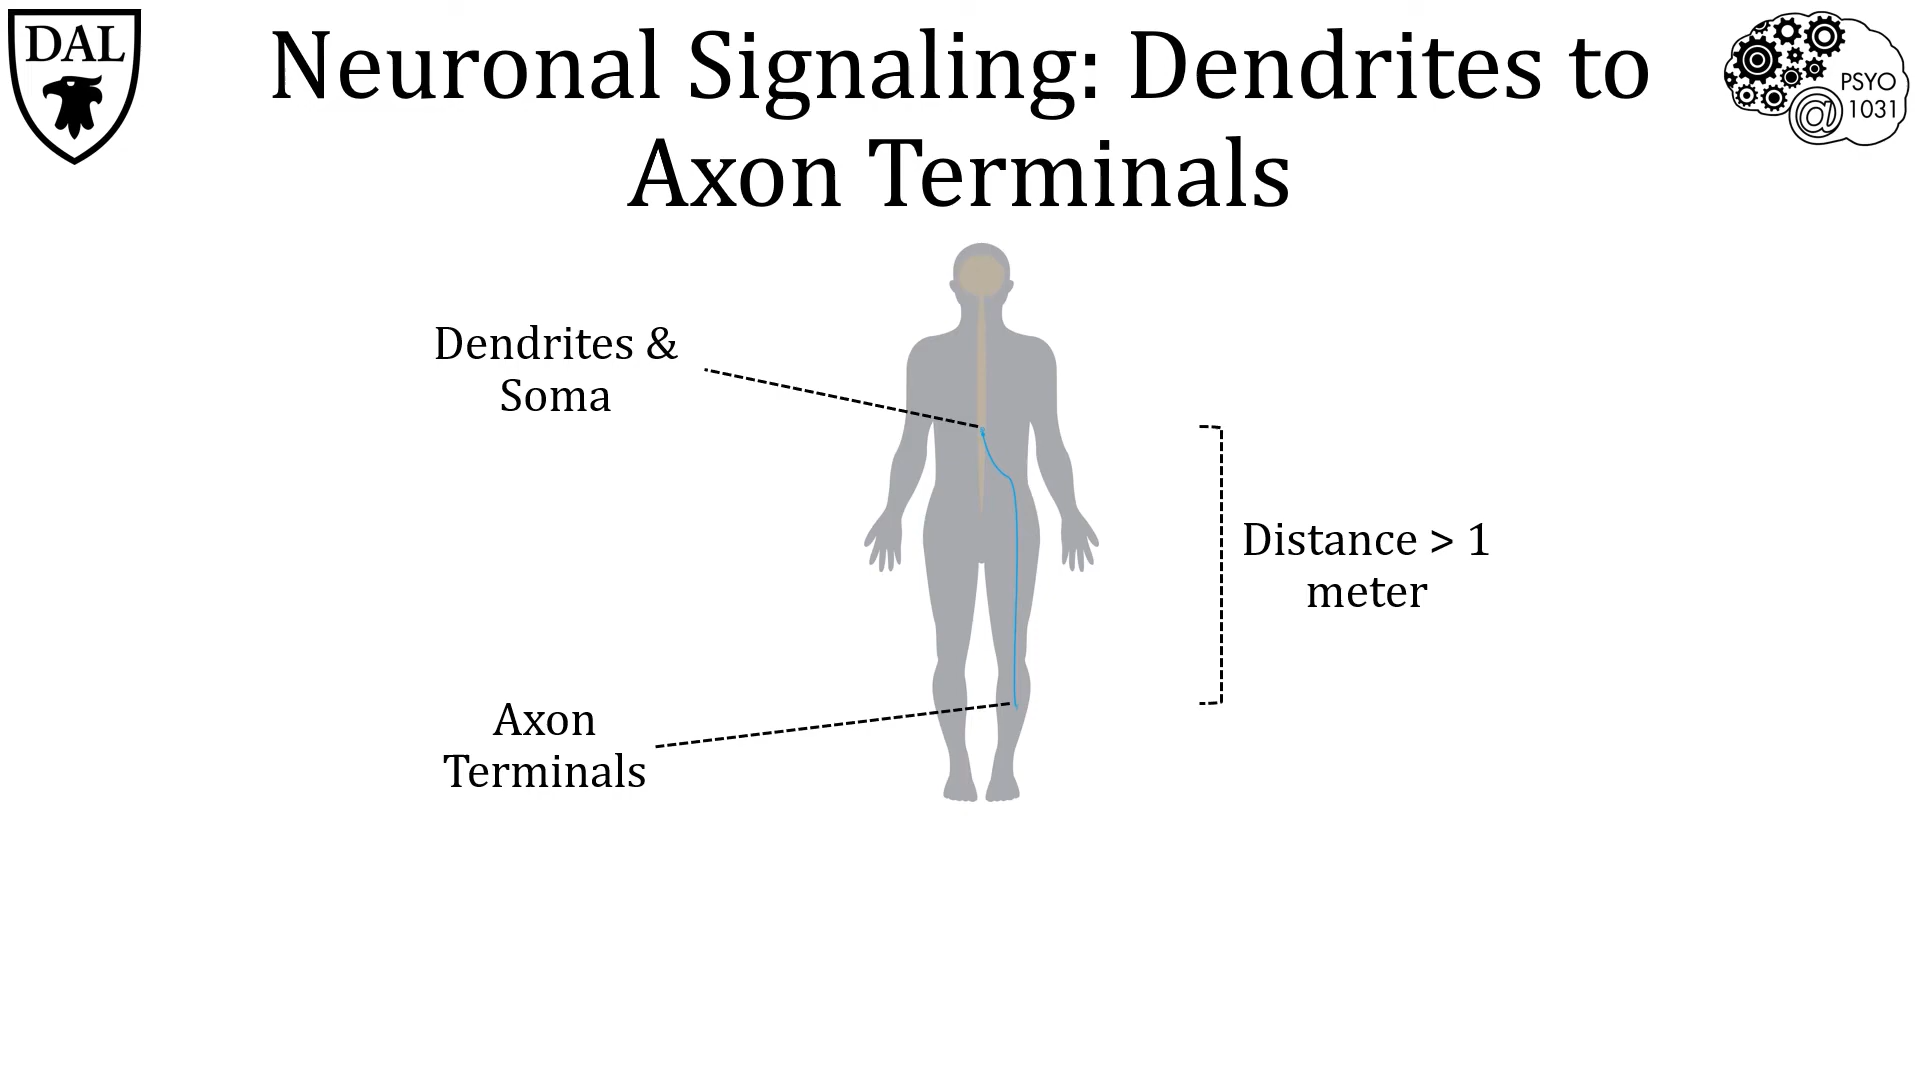 DAL
Neuronal Signaling: Dendrites to
Axon Terminals
PSYO
@ 1031
Dendrites &
Soma
Distance > 1
meter
Axon
Terminals